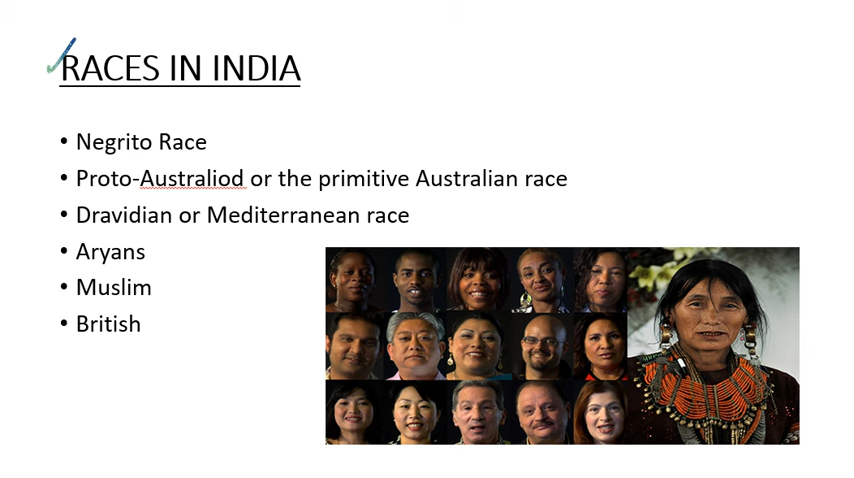 RACES IN INDIA
• Negrito Race
• Proto-Australiod or the primitive Australian race
• Dravidian or Mediterranean race
• Aryans
• Muslim
• British